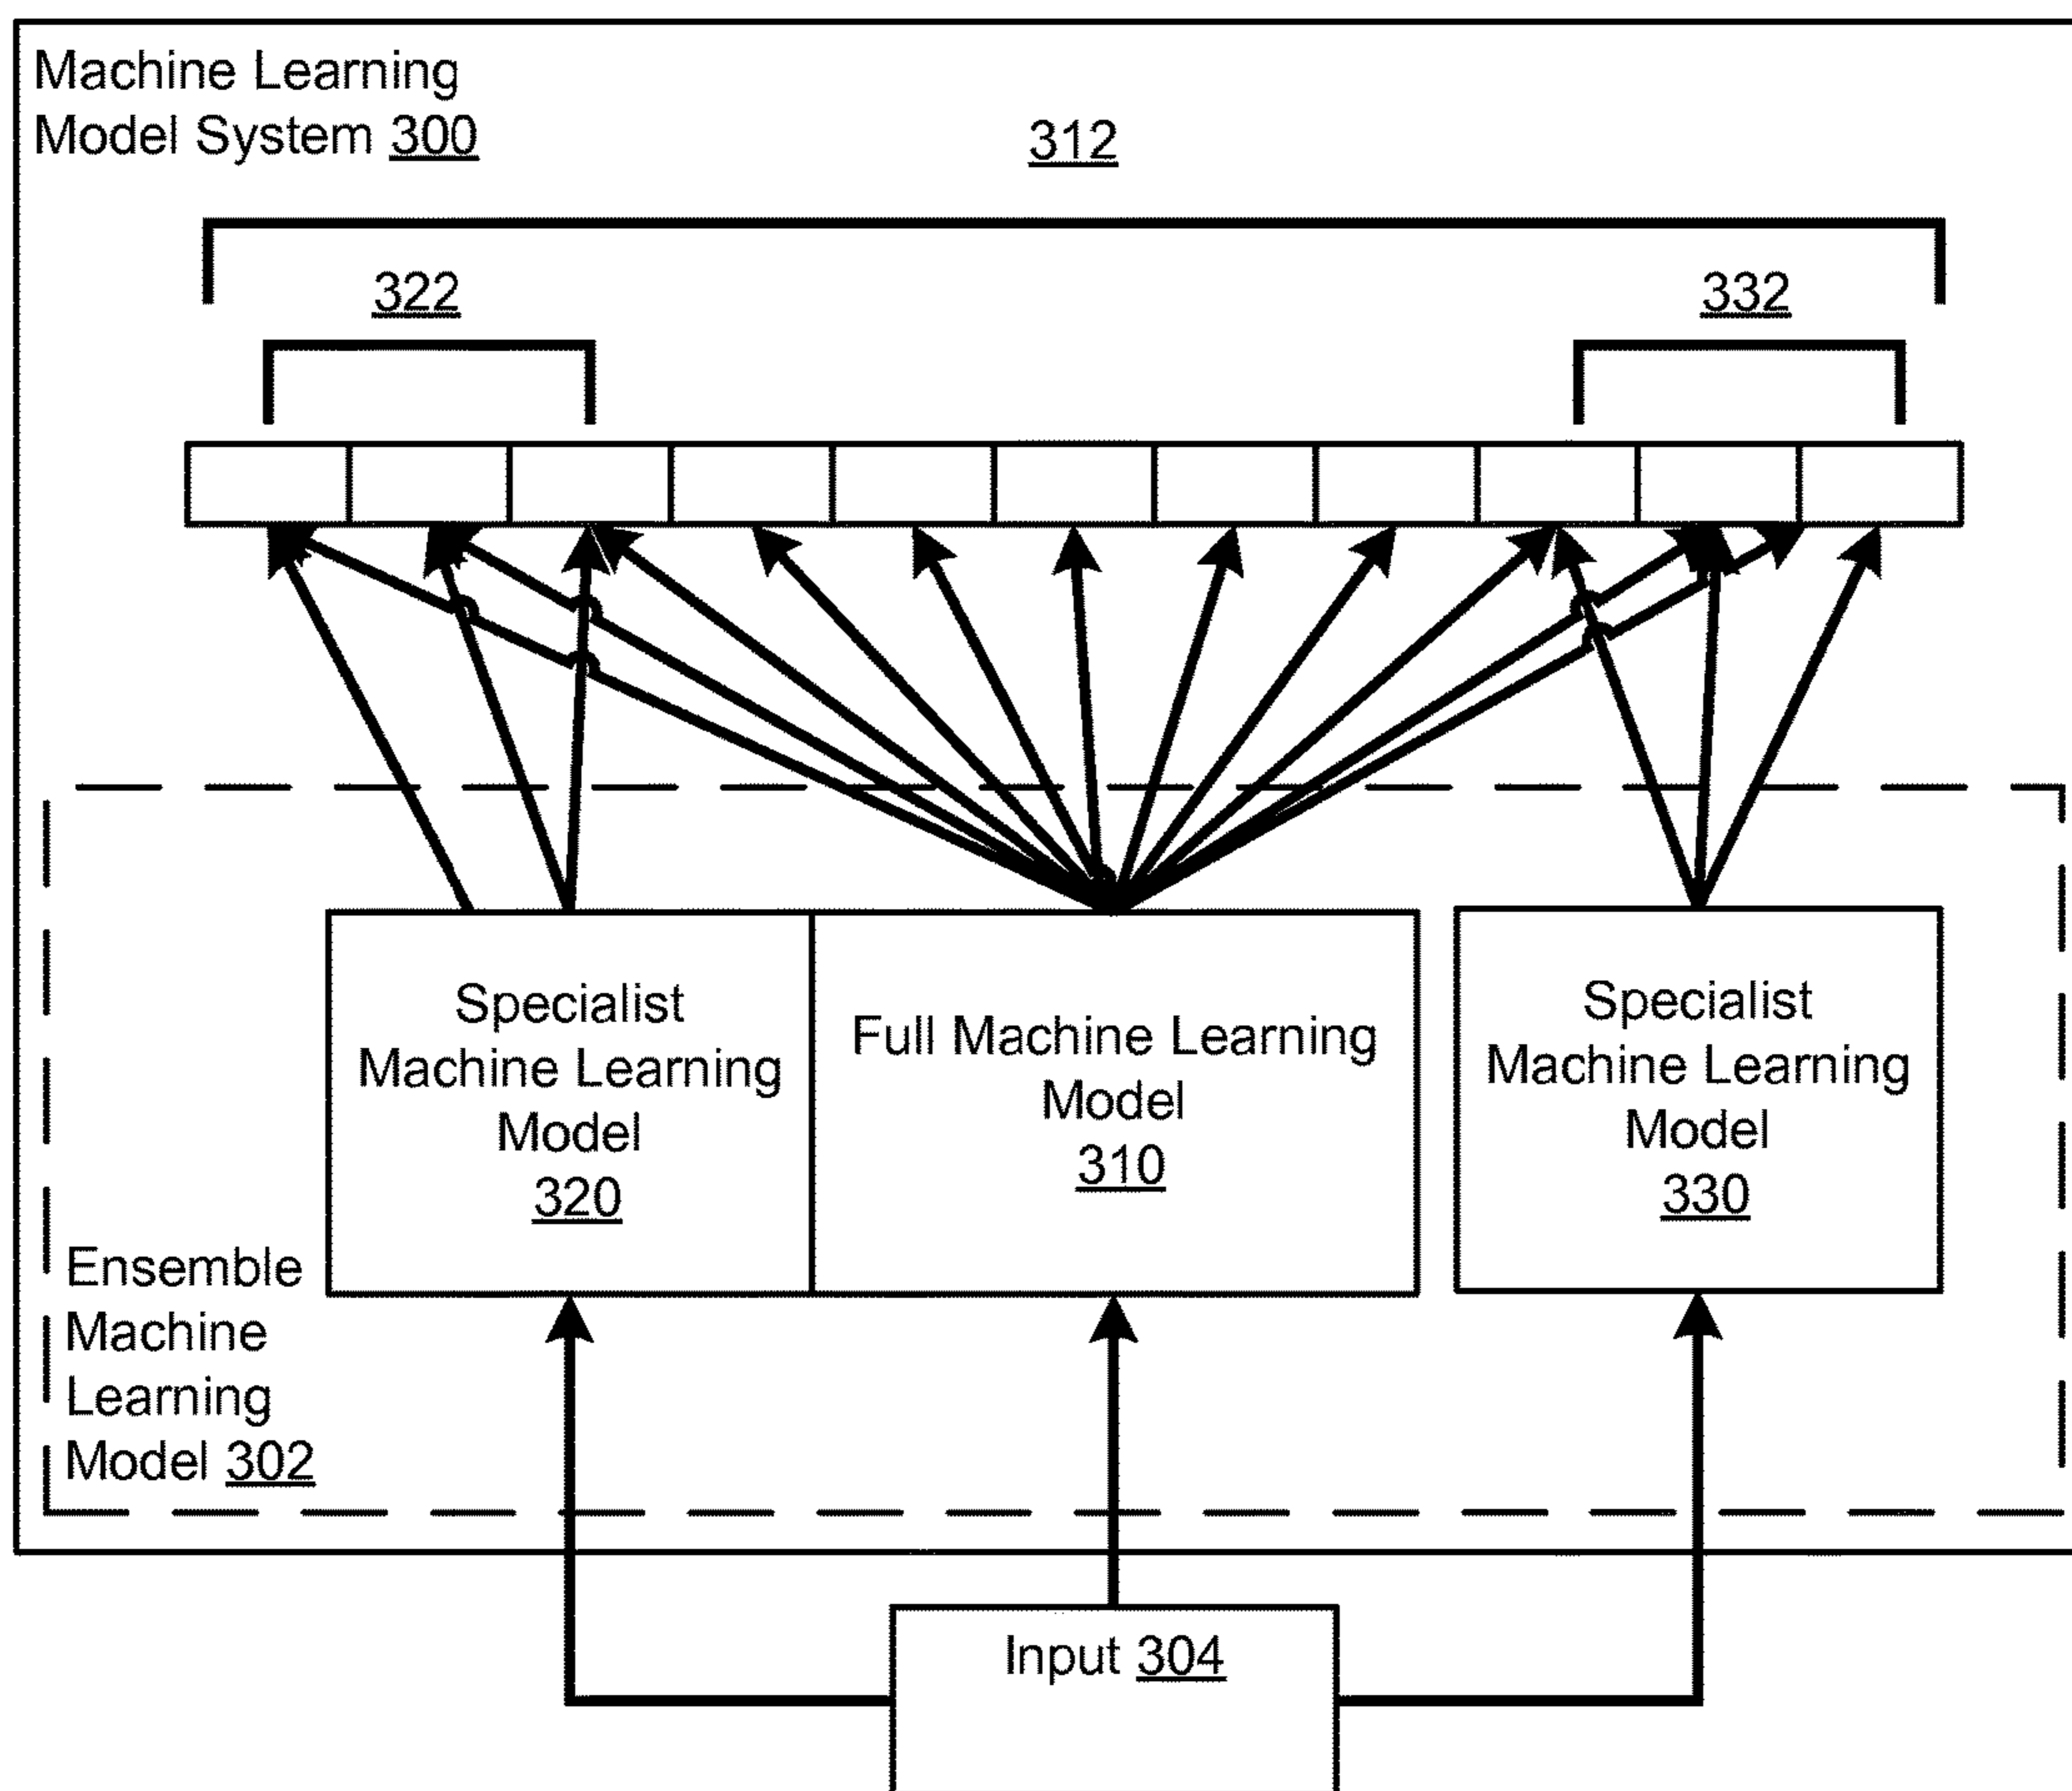 Machine Learning
Model System 300
312
322
332
Specialist
Machine Learning
Model
320
Full Machine Learning
Model
310
Specialist
Machine Learning
Model
330
Ensemble
Machine
Learning
Model 302
Input 304